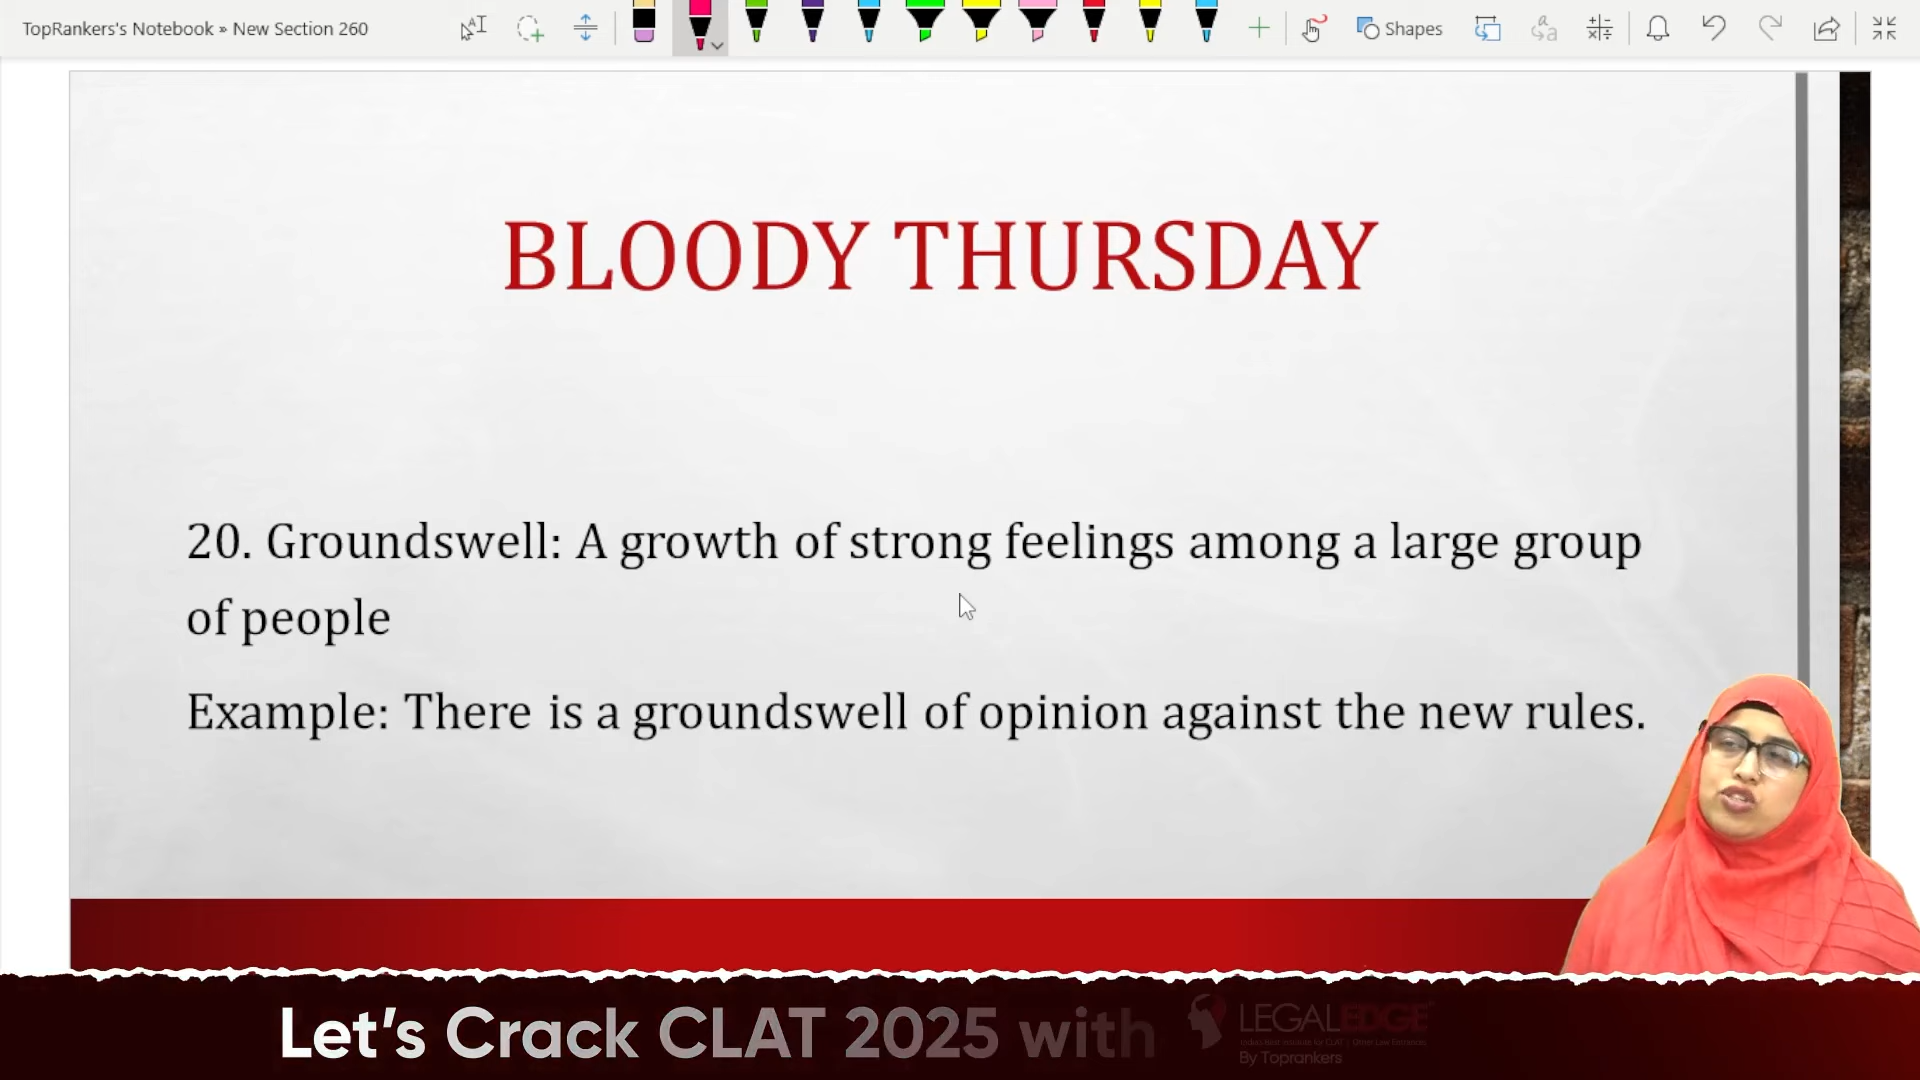 TopRankers's Notebook » New Section 260
Shapes
BLOODY THURSDAY
20. Groundswell: A growth of strong feelings among a large group
of people
Example: There is a groundswell of opinion against the new rules.
Let's Crack CLAT 2025 with
LEGALEDGE
By Toprankers